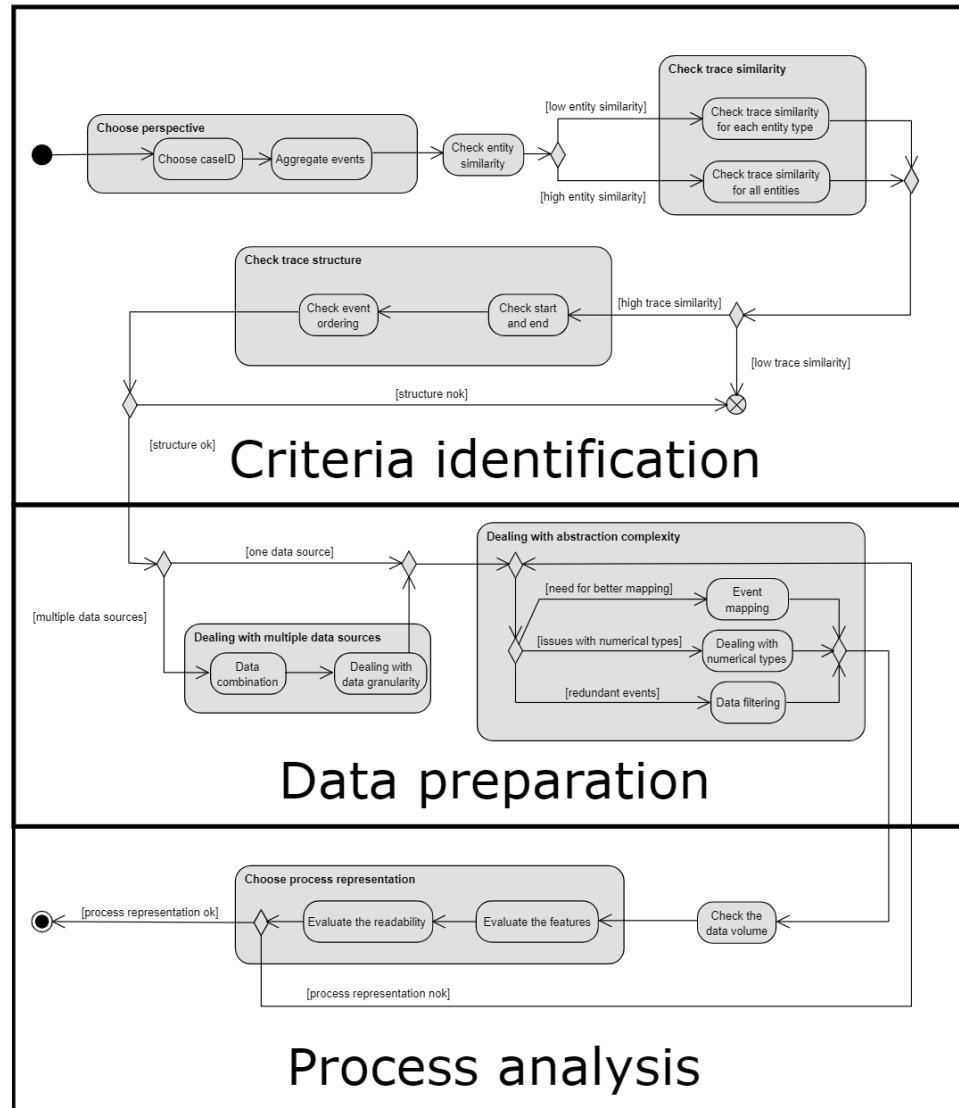 Choose perspective
Choose caseID
Aggregate events
Check entity
similarity
[low entity similarity]
[high entity similarity]
Check trace similarity
Check trace similarity
for each entity type
Check trace similarity
for all entities
Check trace structure
Check event
ordering
Check start
and end
[high trace similarity]
[low trace similarity]
[structure nok]
[structure ok]
Criteria identification
[one data source]
[multiple data sources]
Dealing with multiple data sources
Data
combination
Dealing with
data granularity
Dealing with abstraction complexity
[need for better mapping]
Event
mapping
[issues with numerical types]
Dealing with
numerical types
[redundant events]
Data filtering
Data preparation
Choose process representation
[process representation ok]
Evaluate the readability
Evaluate the features
Check the
data volume
[process representation nok]
Process analysis